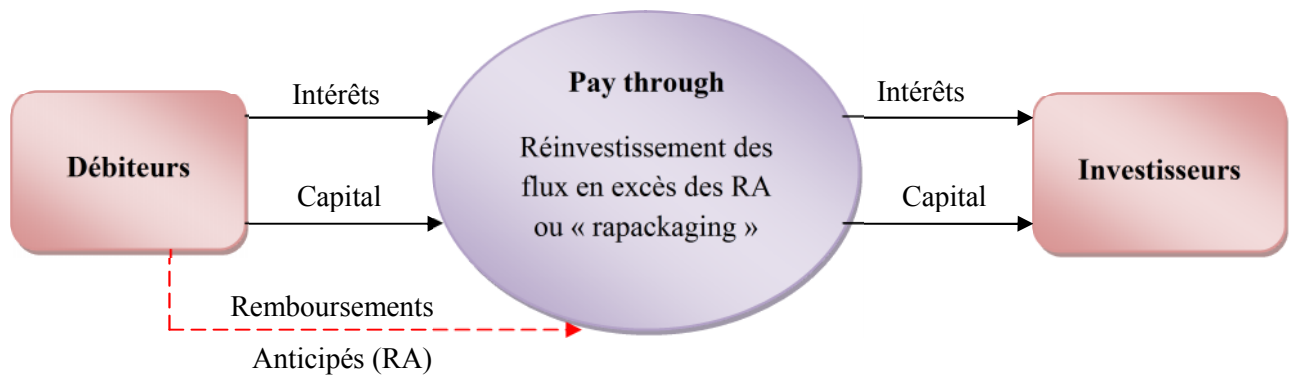 Débiteurs
Intérêts
Capital
Remboursements
Anticipés (RA)
Pay through
Réinvestissement des
flux en excès des RA
ou « rapackaging »
Intérêts
Capital
Investisseurs